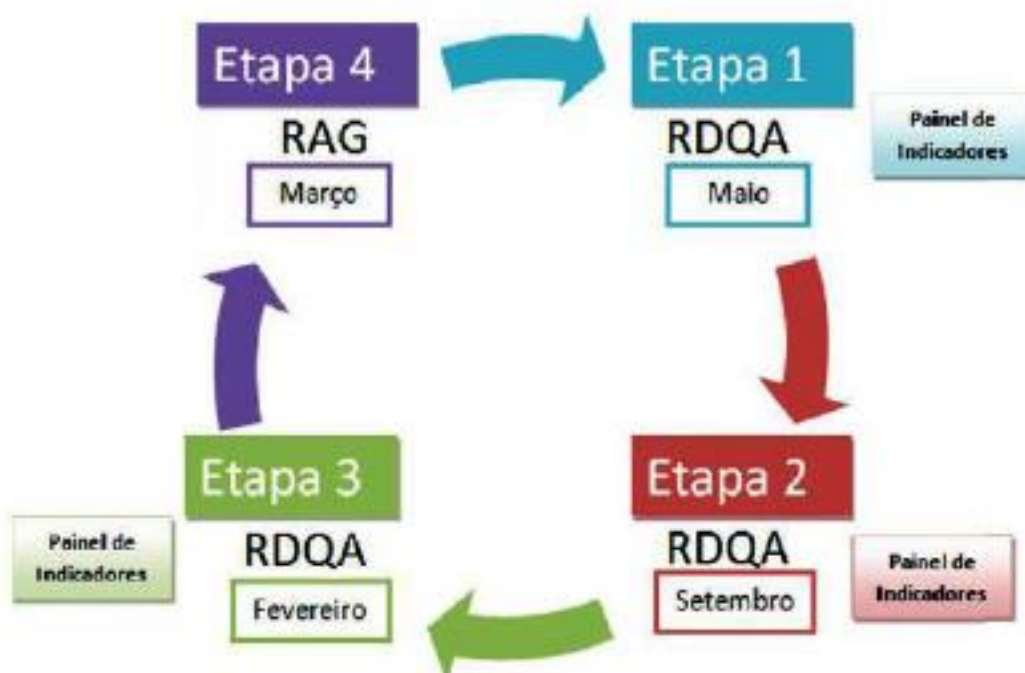 Etapa 4
RAG
Março
Etapa 1
RDQA
Maio
Painel de
Indicadores
Etapa 3
RDQA
Fevereiro
Painel de
Indicadores
Etapa 2
RDQA
Setembro
Painel de
Indicadores